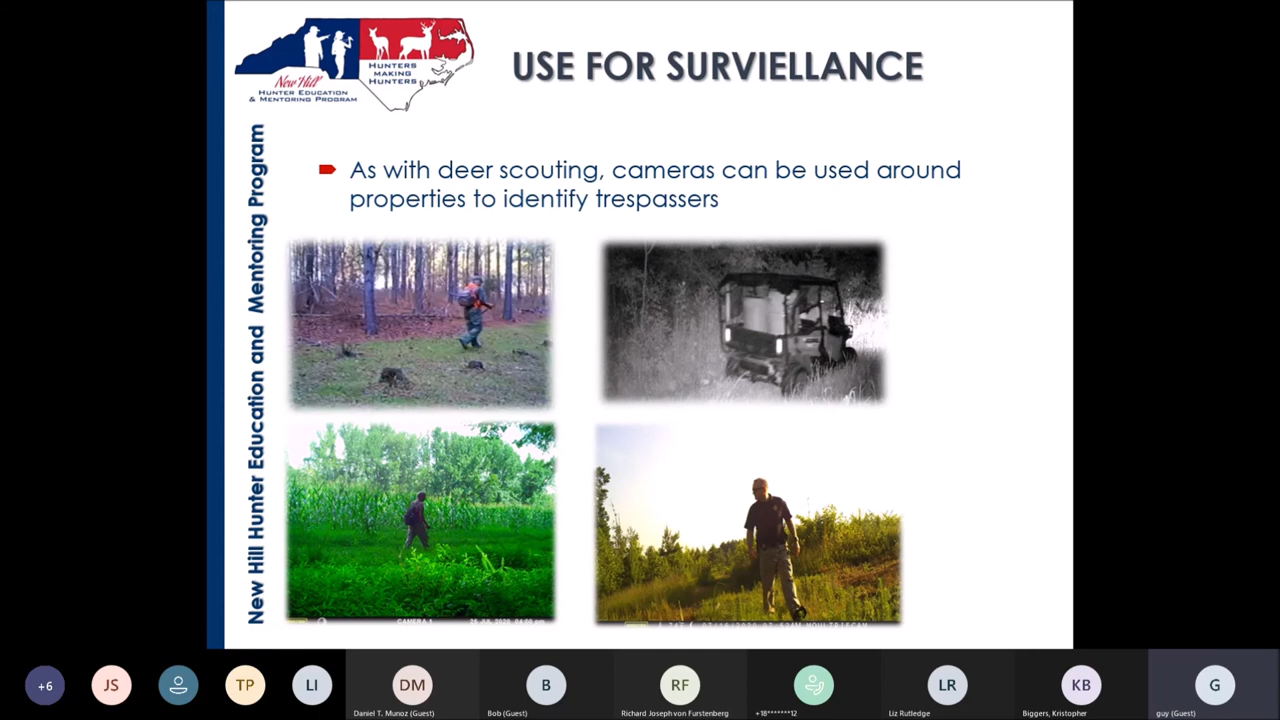 HUNTERS
MAKING
HUNTERS
New Hill
HUNTER EDUCATION
& MENTORING PROGRAM
USE FOR SURVIELLANCE
New Hill Hunter Education and Mentoring Program
As with deer scouting, cameras can be used around
properties to identify trespassers
CAMERA 1
+6
JS
TP
LI
DM
B
RF
LR
KB
G
Daniel T. Munoz (Guest)
Bob (Guest)
Richard Joseph von Furstenberg
+18*******12
Liz Rutledge
Biggers, Kristopher
guy (Guest)